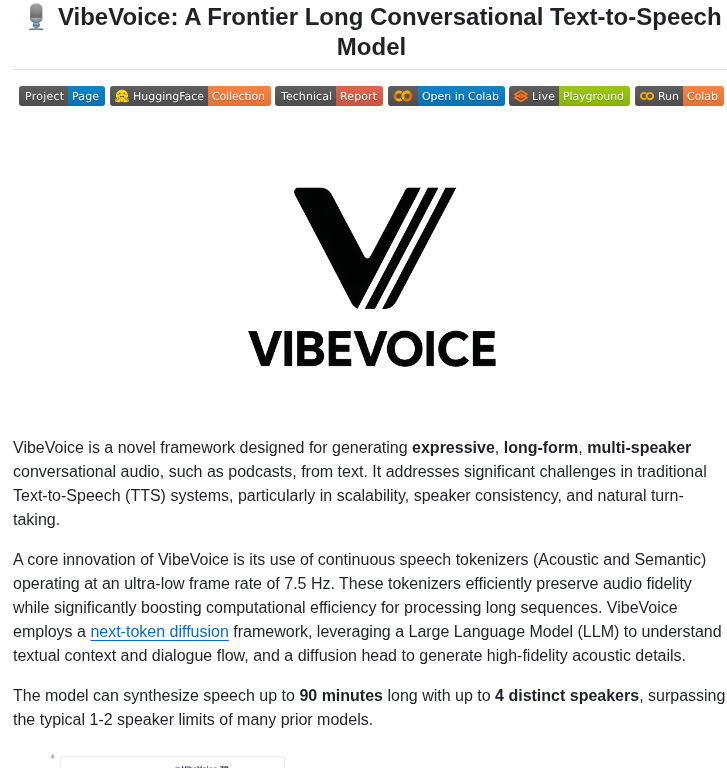 VibeVoice: A Frontier Long Conversational Text-to-Speech
Model
Project Page HuggingFace Collection Technical Report Open in Colab Live Playground Run Colab
VIBEVOICE
VibeVoice is a novel framework designed for generating expressive, long-form, multi-speaker
conversational audio, such as podcasts, from text. It addresses significant challenges in traditional
Text-to-Speech (TTS) systems, particularly in scalability, speaker consistency, and natural turn-
taking.
A core innovation of VibeVoice is its use of continuous speech tokenizers (Acoustic and Semantic)
operating at an ultra-low frame rate of 7.5 Hz. These tokenizers efficiently preserve audio fidelity
while significantly boosting computational efficiency for processing long sequences. VibeVoice
employs a next-token diffusion framework, leveraging a Large Language Model (LLM) to understand
textual context and dialogue flow, and a diffusion head to generate high-fidelity acoustic details.
The model can synthesize speech up to 90 minutes long with up to 4 distinct speakers, surpassing
the typical 1-2 speaker limits of many prior models.
4